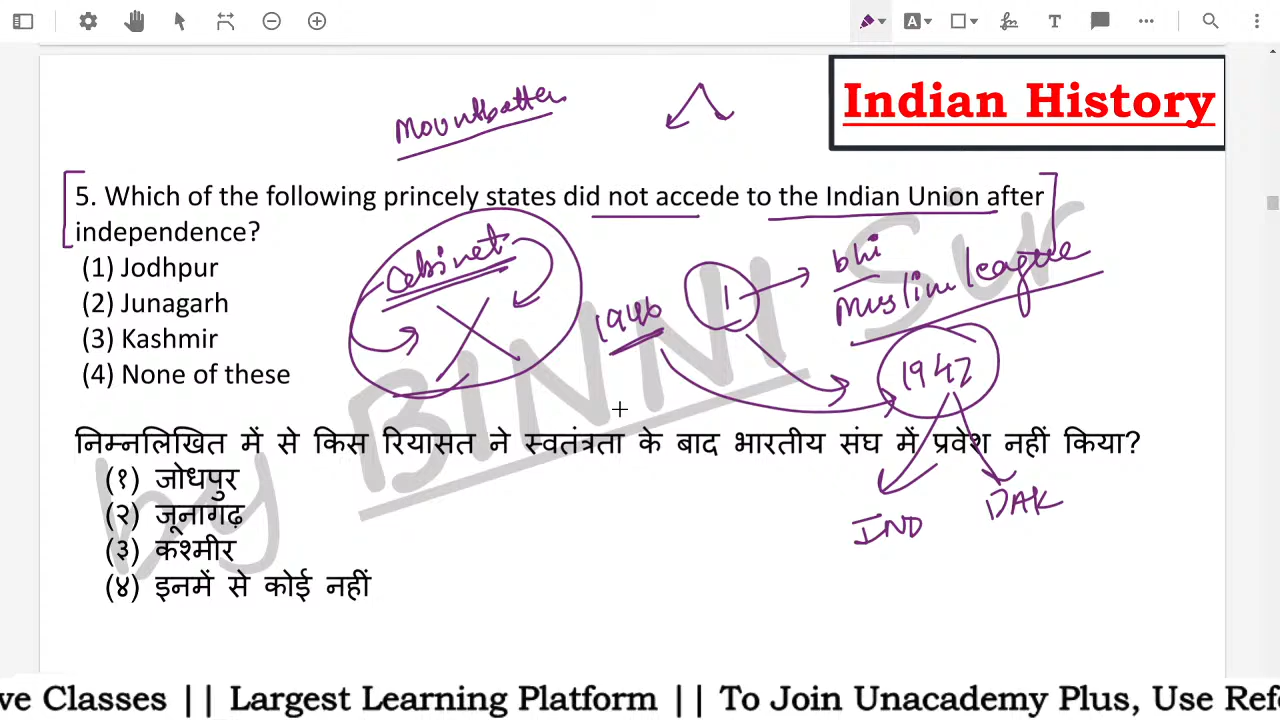 Mountbatten
Indian History
5. Which of the following princely states did not accede to the Indian Union after
independence?
(1) Jodhpur
(2) Junagarh
(3) Kashmir
(4) None of these
Cabinet
1946
1
bhi
Muslim league
1947
IND
PAK
निम्नलिखित में से किस रियासत ने स्वतंत्रता के बाद भारतीय संघ में प्रवेश नहीं किया?
(१) जोधपुर
(२) जूनागढ़
(३) कश्मीर
(४) इनमें से कोई नहीं
by BINNI Sir
ve Classes || Largest Learning Platform || To Join Unacademy Plus, Use Ref